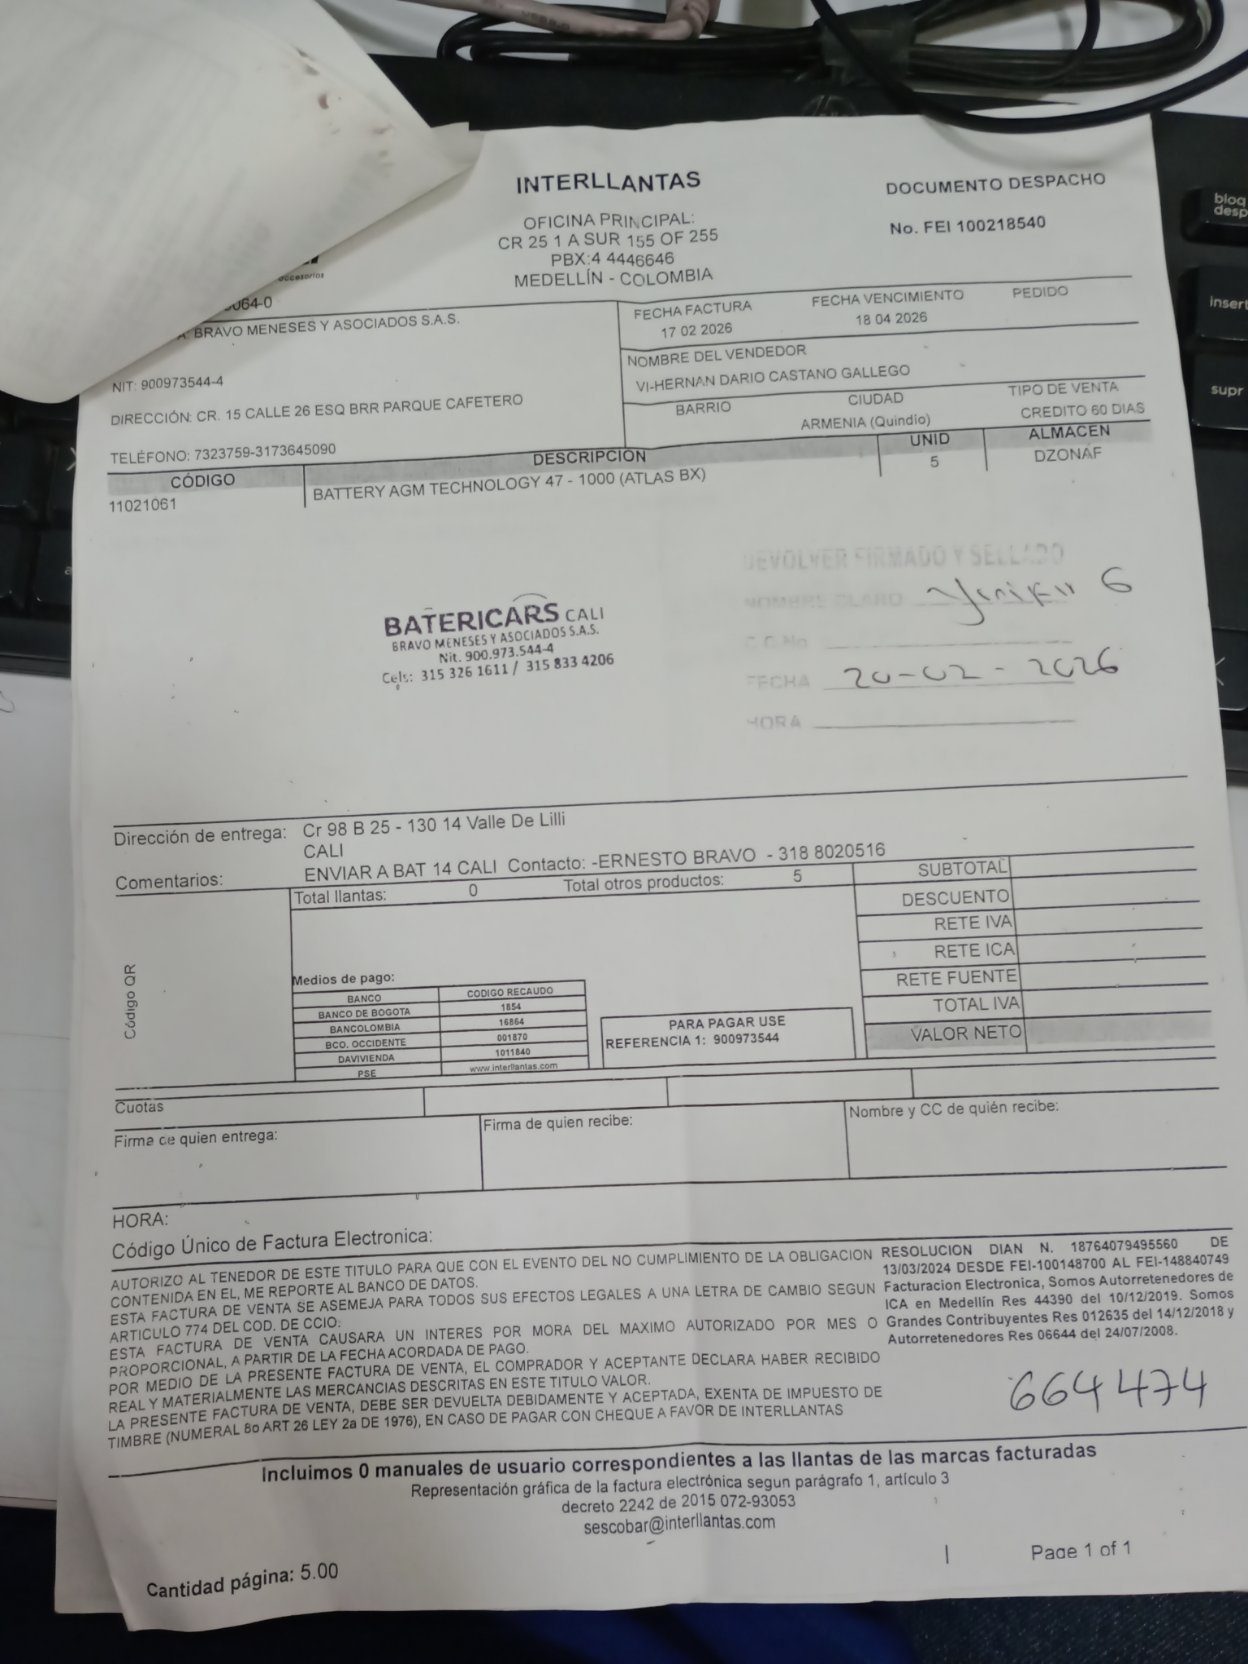 INTERLLANTAS
OFICINA PRINCIPAL:
CR 25 1 A SUR 155 OF 255
PBX:4 4446646
MEDELLÍN - COLOMBIA
DOCUMENTO DESPACHO
No. FEI 100218540
accesorios
064-0
BRAVO MENESES Y ASOCIADOS S.A.S.
NIT: 900973544-4
DIRECCIÓN: CR. 15 CALLE 26 ESQ BRR PARQUE CAFETERO
TELÉFONO: 7323759-3173645090
FECHA FACTURA FECHA VENCIMIENTO PEDIDO
17 02 2026 18 04 2026
NOMBRE DEL VENDEDOR
VI-HERNAN DARIO CASTANO GALLEGO
BARRIO CIUDAD TIPO DE VENTA
ARMENIA (Quindio) CREDITO 60 DIAS
CÓDIGO DESCRIPCIÓN UNID ALMACEN
11021061 BATTERY AGM TECHNOLOGY 47 - 1000 (ATLAS BX) 5 DZONAF
DEVOLVER FIRMADO Y SELLADO
NOMBRE CLARO
C.C.No
FECHA 20-02-2026
HORA
BATERICARS CALI
BRAVO MENESES Y ASOCIADOS S.A.S.
Nit. 900.973.544-4
Cels: 315 326 1611 / 315 833 4206
Dirección de entrega: Cr 98 B 25 - 130 14 Valle De Lilli
CALI
Comentarios: ENVIAR A BAT 14 CALI Contacto: -ERNESTO BRAVO - 318 8020516
Total llantas: 0 Total otros productos: 5
SUBTOTAL
DESCUENTO
RETE IVA
RETE ICA
RETE FUENTE
TOTAL IVA
VALOR NETO
Código QR
Medios de pago:
BANCO CODIGO RECAUDO
BANCO DE BOGOTA 1854
BANCOLOMBIA 16864
BCO. OCCIDENTE 001870
DAVIVIENDA 1011840
PSE www.interllantas.com
PARA PAGAR USE
REFERENCIA 1: 900973544
Cuotas
Firma de quien entrega:
Firma de quien recibe:
Nombre y CC de quién recibe:
HORA:
Código Único de Factura Electronica:
AUTORIZO AL TENEDOR DE ESTE TITULO PARA QUE CON EL EVENTO DEL NO CUMPLIMIENTO DE LA OBLIGACION
CONTENIDA EN EL, ME REPORTE AL BANCO DE DATOS.
ESTA FACTURA DE VENTA SE ASEMEJA PARA TODOS SUS EFECTOS LEGALES A UNA LETRA DE CAMBIO SEGUN
ARTICULO 774 DEL COD. DE CCIO.
ESTA FACTURA DE VENTA CAUSARA UN INTERES POR MORA DEL MAXIMO AUTORIZADO POR MES O
PROPORCIONAL, A PARTIR DE LA FECHA ACORDADA DE PAGO.
POR MEDIO DE LA PRESENTE FACTURA DE VENTA, EL COMPRADOR Y ACEPTANTE DECLARA HABER RECIBIDO
REAL Y MATERIALMENTE LAS MERCANCIAS DESCRITAS EN ESTE TITULO VALOR.
LA PRESENTE FACTURA DE VENTA, DEBE SER DEVUELTA DEBIDAMENTE Y ACEPTADA, EXENTA DE IMPUESTO DE
TIMBRE (NUMERAL 8o ART 26 LEY 2a DE 1976), EN CASO DE PAGAR CON CHEQUE A FAVOR DE INTERLLANTAS
RESOLUCION DIAN N. 18764079495560 DE
13/03/2024 DESDE FEI-100148700 AL FEI-148840749
Facturacion Electronica, Somos Autorretenedores de
ICA en Medellin Res 44390 del 10/12/2019. Somos
Grandes Contribuyentes Res 012635 del 14/12/2018 y
Autorretenedores Res 06644 del 24/07/2008.
664474
Incluimos 0 manuales de usuario correspondientes a las llantas de las marcas facturadas
Representación gráfica de la factura electrónica segun parágrafo 1, artículo 3
decreto 2242 de 2015 072-93053
sescobar@interllantas.com
Page 1 of 1
Cantidad página: 5.00
bloq
desp
insert
supr